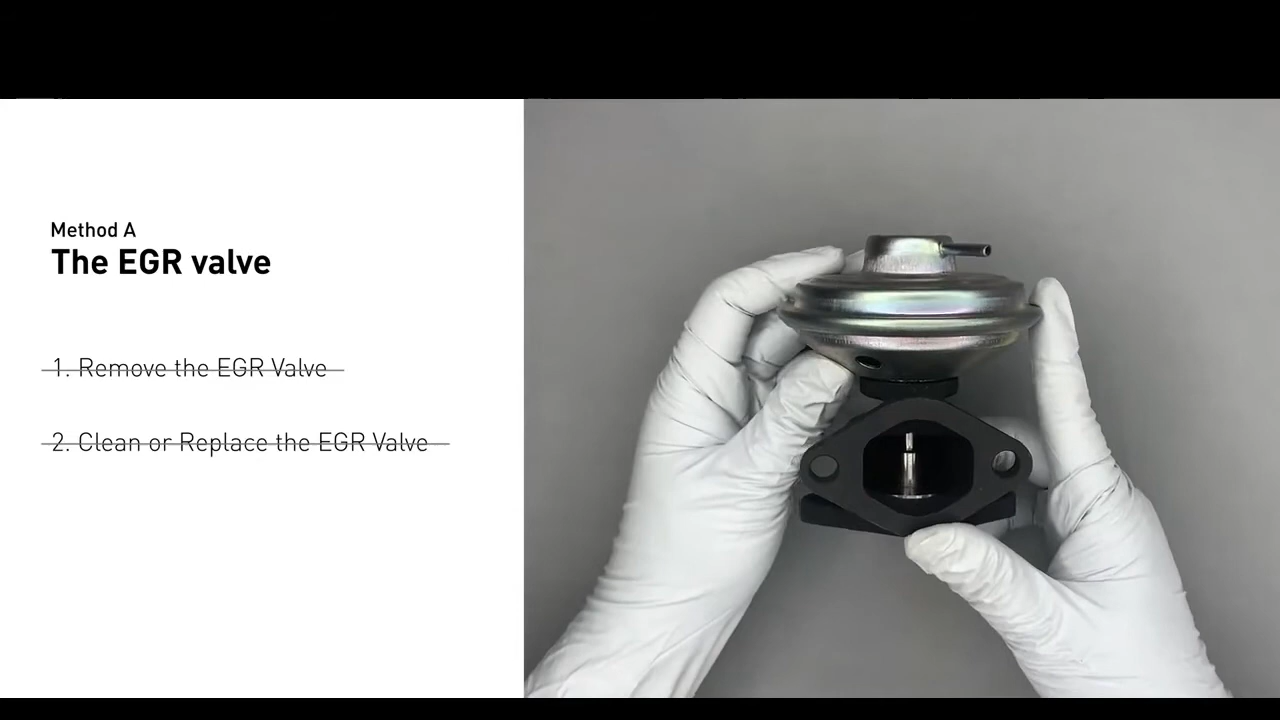 Method A
The EGR valve
1. Remove the EGR Valve
2. Clean or Replace the EGR Valve